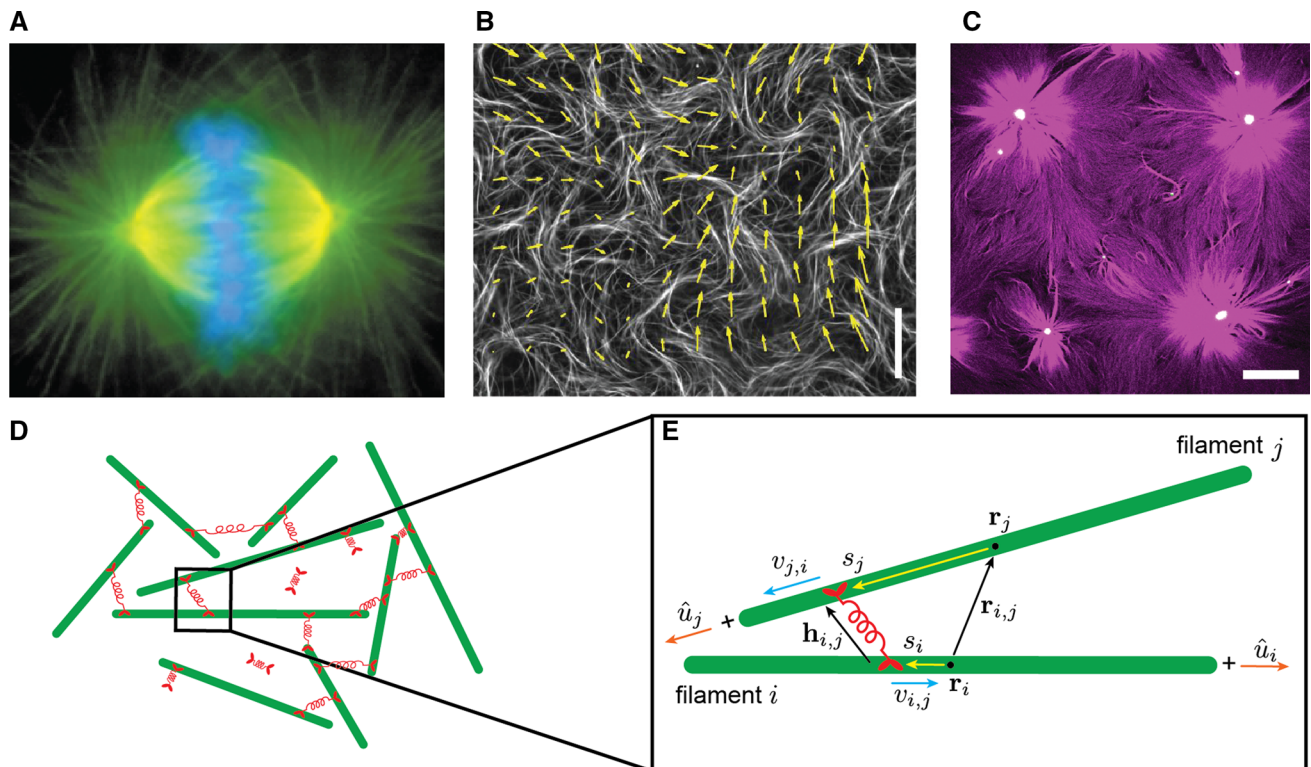 A
B
C
D
E
filament j
r_j
v_{j,i}
s_j
û_j
+
h_{i,j}
r_{i,j}
s_i
+
û_i
r_i
filament i
v_{i,j}